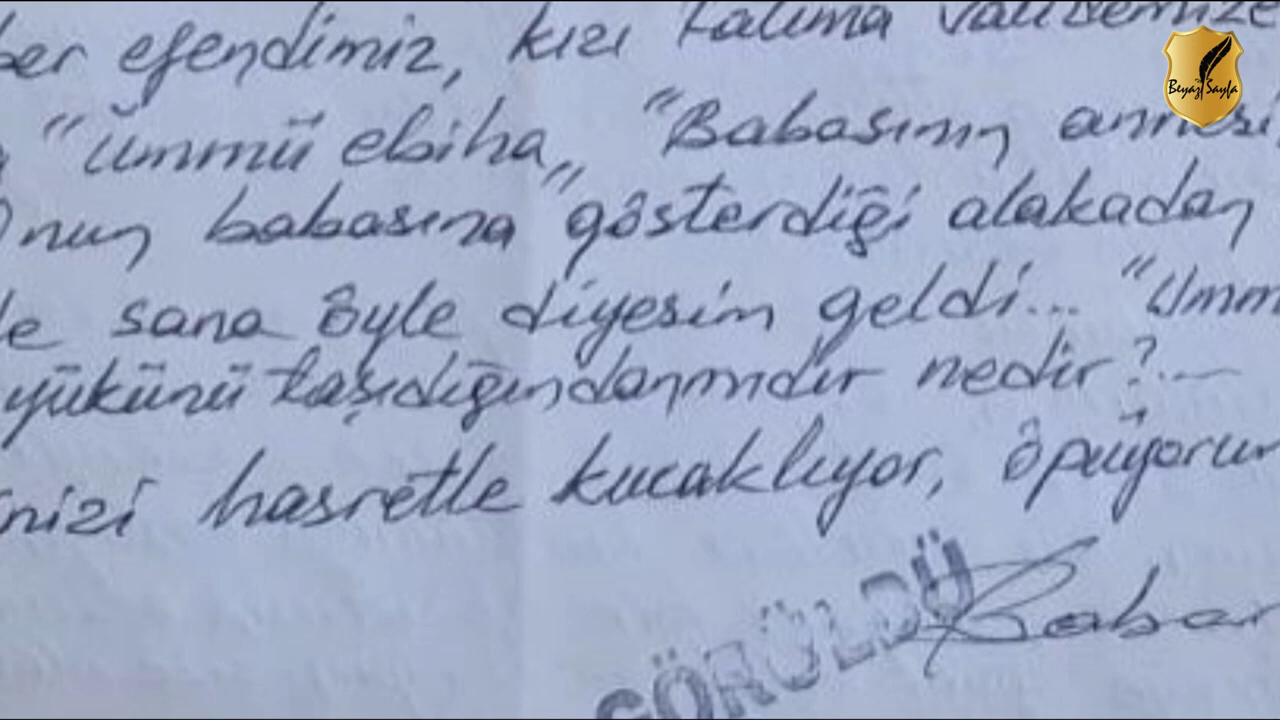 ber efendimiz, kızı Fatıma validemize
"Ümmü ebiha" "Babasının annesi
Onun babasına gösterdiği alakadan
de sana öyle diyesim geldi... "Ümm
yükünü taşıdığındanmıdır nedir?..
nizi hasretle kucaklıyor, öpüyorum
GÖRÜLDÜ
Baban
Beyaz Sayfa